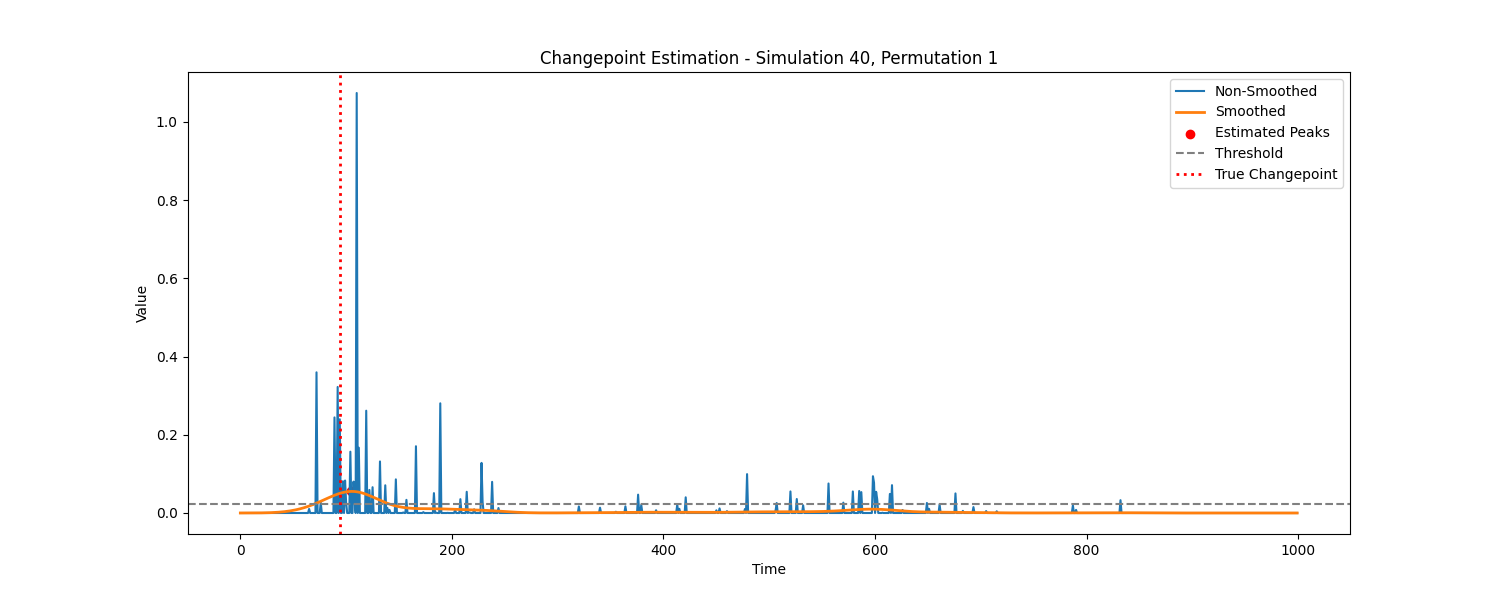 Changepoint Estimation - Simulation 40, Permutation 1
Non-Smoothed
Smoothed
Estimated Peaks
Threshold
True Changepoint
Value
1.0
0.8
0.6
0.4
0.2
0.0
0
200
400
600
800
1000
Time